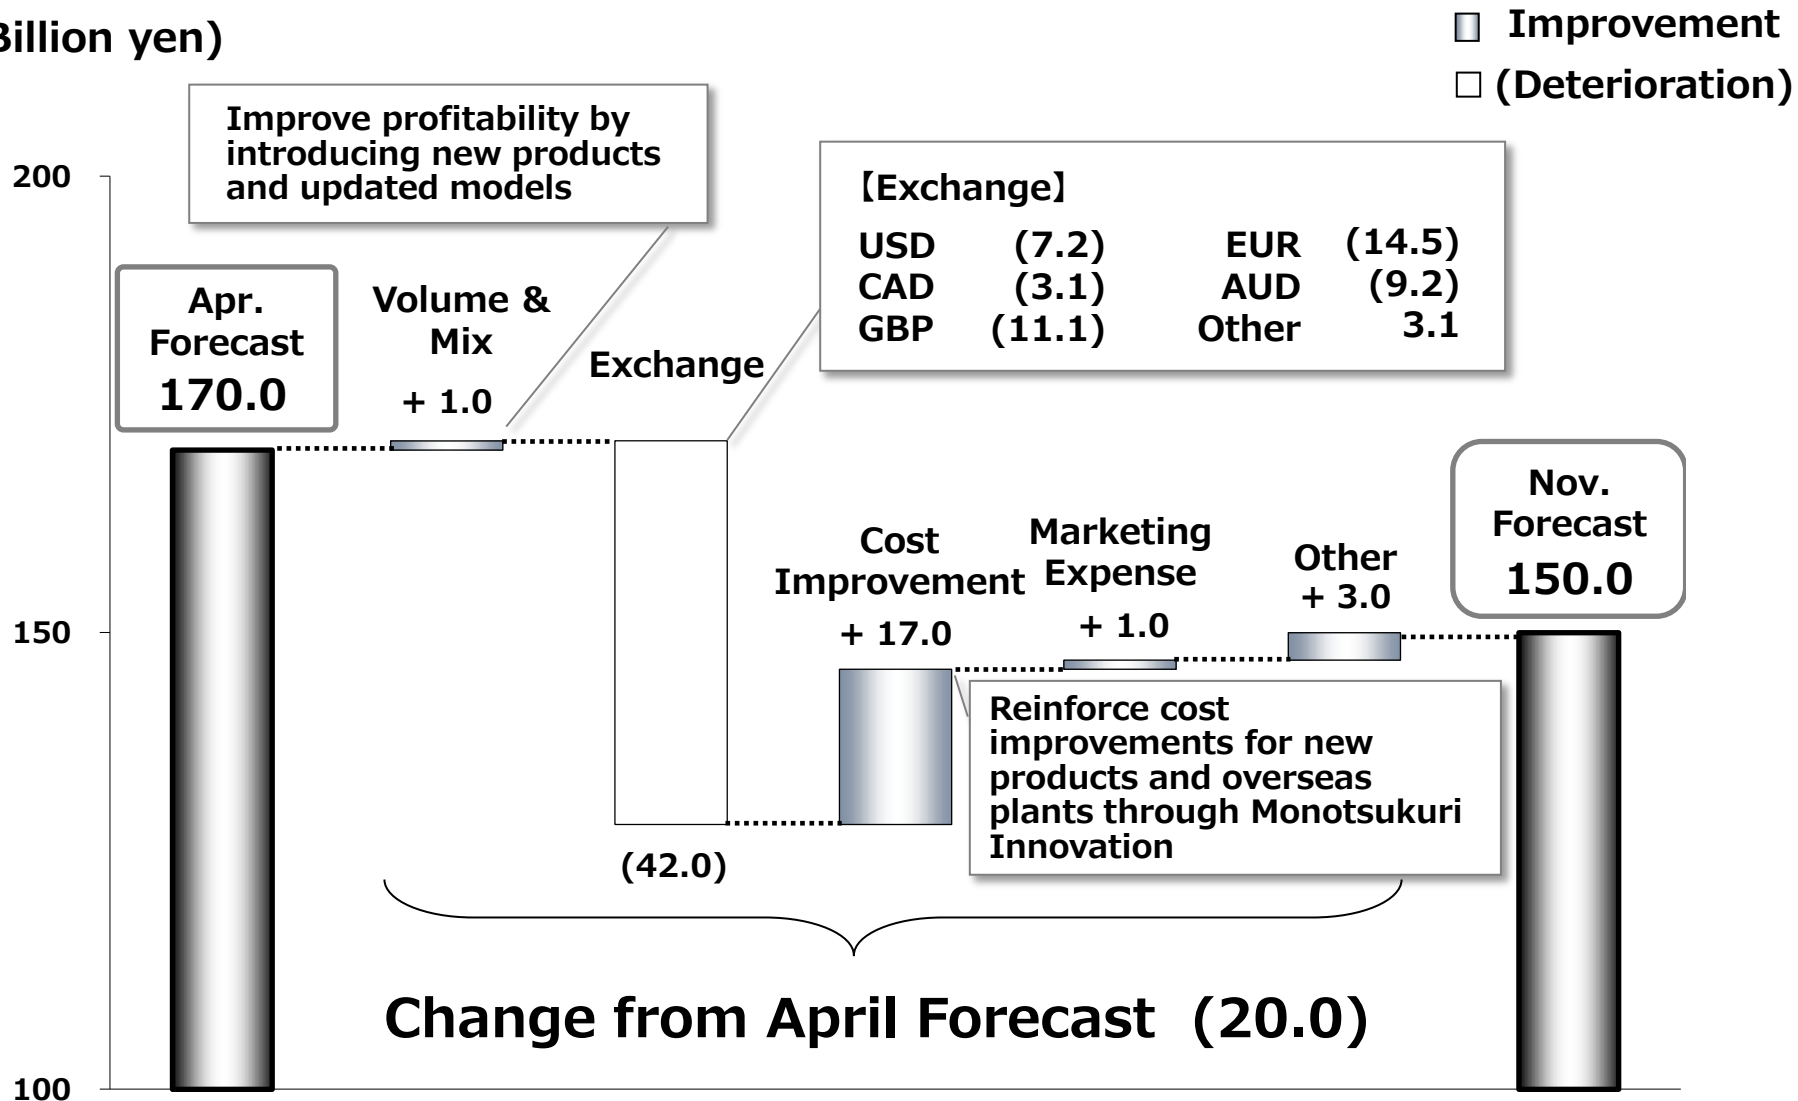 Billion yen)
Improvement
(Deterioration)
Improve profitability by
introducing new products
and updated models
200
【Exchange】
USD (7.2) EUR (14.5)
CAD (3.1) AUD (9.2)
GBP (11.1) Other 3.1
Apr.
Forecast
170.0
Volume &
Mix
+ 1.0
Exchange
(42.0)
Cost
Improvement
+ 17.0
Marketing
Expense
+ 1.0
Other
+ 3.0
Nov.
Forecast
150.0
150
Reinforce cost
improvements for new
products and overseas
plants through Monotsukuri
Innovation
Change from April Forecast (20.0)
100